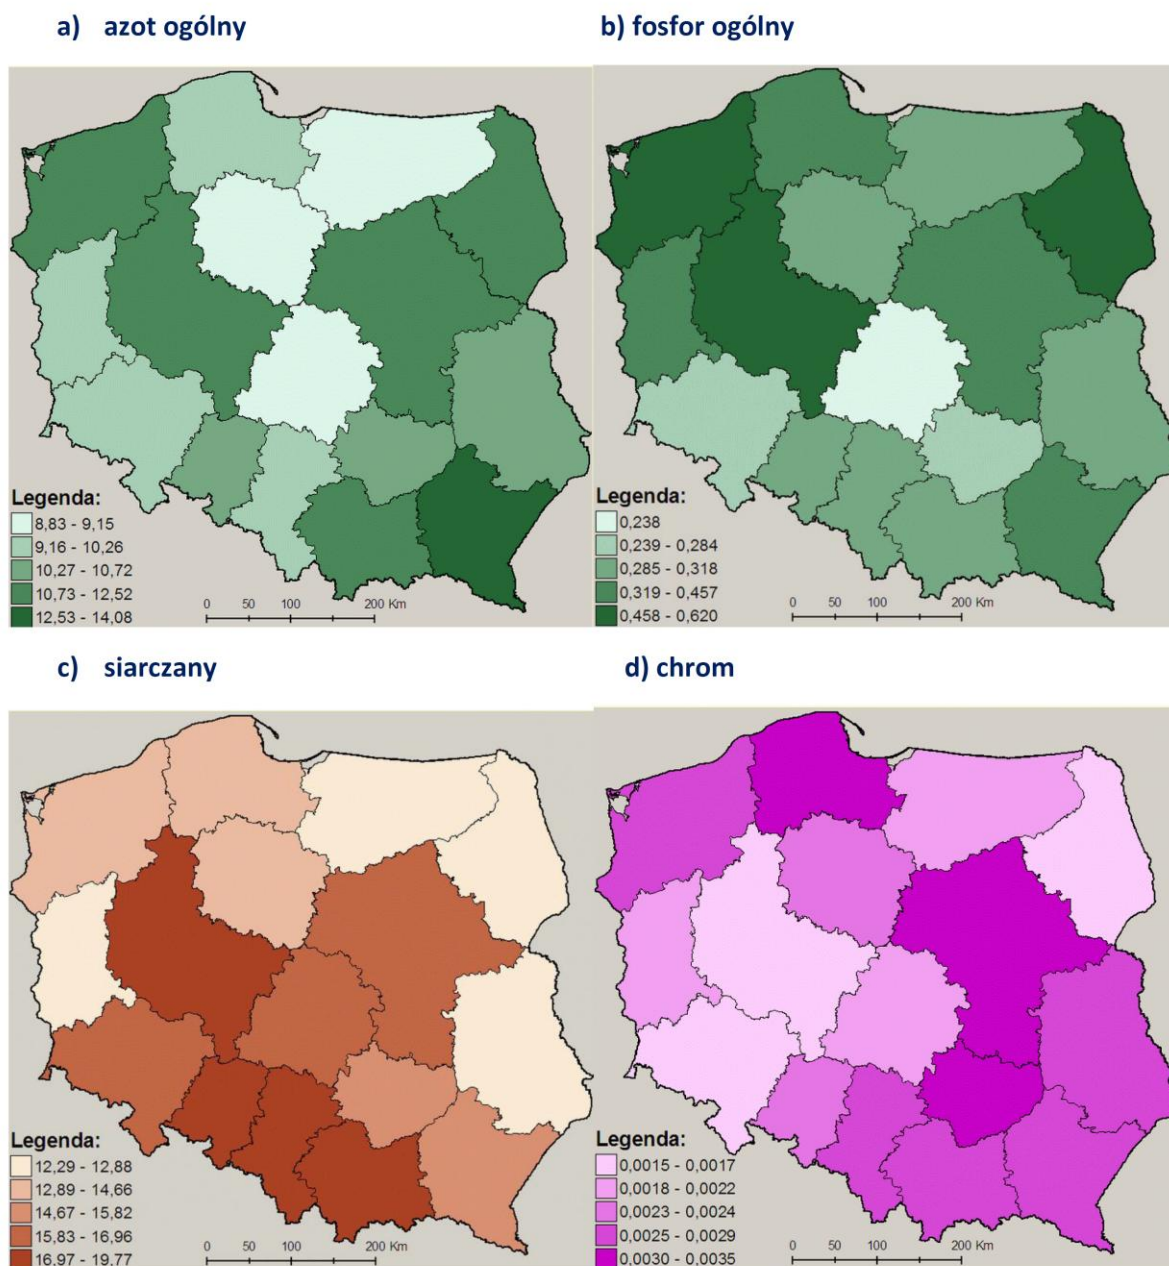 a) azot ogólny
b) fosfor ogólny
Legenda:
8,83 - 9,15
9,16 - 10,26
10,27 - 10,72
10,73 - 12,52
12,53 - 14,08
0 50 100 200 Km
Legenda:
0,238
0,239 - 0,284
0,285 - 0,318
0,319 - 0,457
0,458 - 0,620
0 50 100 200 Km
c) siarczany
d) chrom
Legenda:
12,29 - 12,88
12,89 - 14,66
14,67 - 15,82
15,83 - 16,96
16,97 - 19,77
0 50 100 200 Km
Legenda:
0,0015 - 0,0017
0,0018 - 0,0022
0,0023 - 0,0024
0,0025 - 0,0029
0,0030 - 0,0035
0 50 100 200 Km